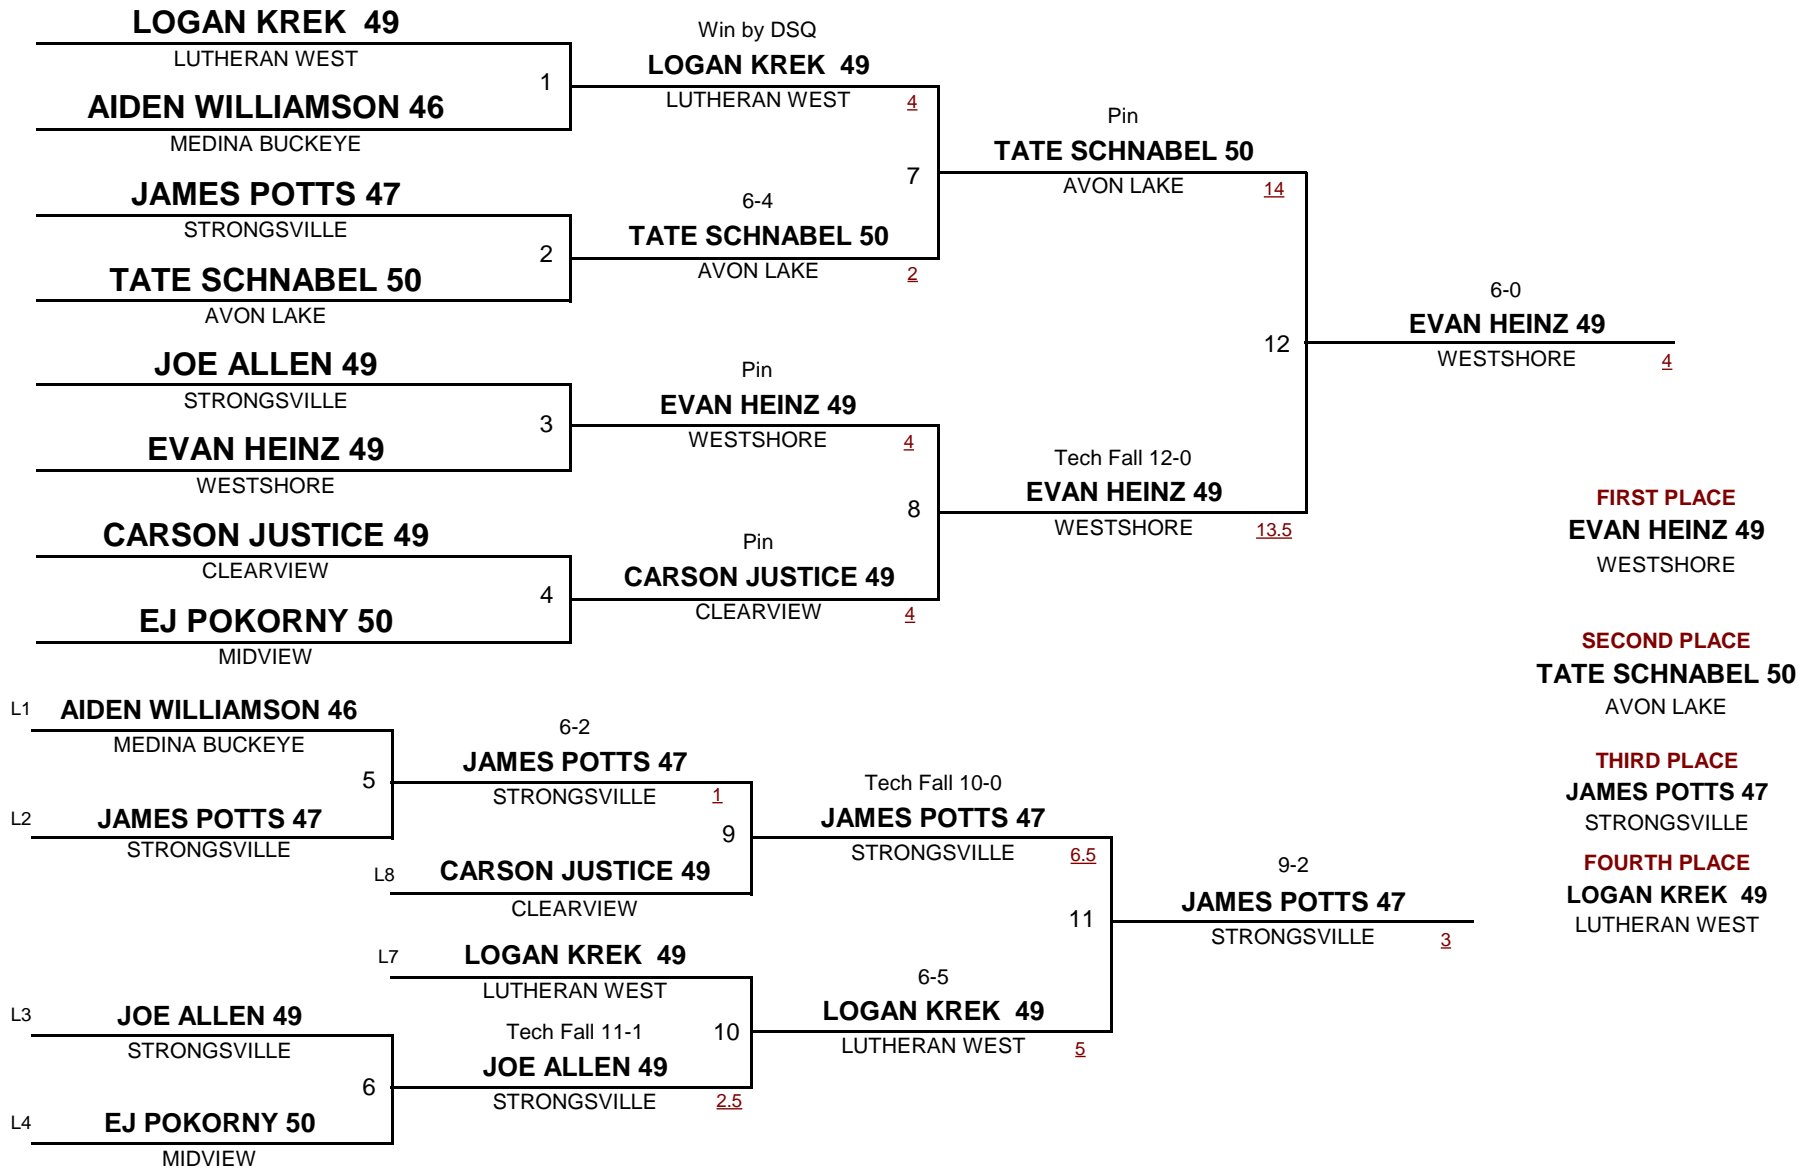 LOGAN KREK  49
LUTHERAN WEST
1
AIDEN WILLIAMSON 46
MEDINA BUCKEYE
JAMES POTTS 47
STRONGSVILLE
2
TATE SCHNABEL 50
AVON LAKE
JOE ALLEN 49
STRONGSVILLE
3
EVAN HEINZ 49
WESTSHORE
CARSON JUSTICE 49
CLEARVIEW
4
EJ POKORNY 50
MIDVIEW
Win by DSQ
LOGAN KREK  49
LUTHERAN WEST 4
7
6-4
TATE SCHNABEL 50
AVON LAKE 2
Pin
EVAN HEINZ 49
WESTSHORE 4
8
Pin
CARSON JUSTICE 49
CLEARVIEW 4
Pin
TATE SCHNABEL 50
AVON LAKE 14
12
Tech Fall 12-0
EVAN HEINZ 49
WESTSHORE 13.5
6-0
EVAN HEINZ 49
WESTSHORE 4
L1 AIDEN WILLIAMSON 46
MEDINA BUCKEYE
5
L2 JAMES POTTS 47
STRONGSVILLE
L3 JOE ALLEN 49
STRONGSVILLE
6
L4 EJ POKORNY 50
MIDVIEW
6-2
JAMES POTTS 47
STRONGSVILLE 1
9
L8 CARSON JUSTICE 49
CLEARVIEW
L7 LOGAN KREK  49
LUTHERAN WEST
10
Tech Fall 11-1
JOE ALLEN 49
STRONGSVILLE 2.5
Tech Fall 10-0
JAMES POTTS 47
STRONGSVILLE 6.5
11
6-5
LOGAN KREK  49
LUTHERAN WEST 5
9-2
JAMES POTTS 47
STRONGSVILLE 3
FIRST PLACE
EVAN HEINZ 49
WESTSHORE
SECOND PLACE
TATE SCHNABEL 50
AVON LAKE
THIRD PLACE
JAMES POTTS 47
STRONGSVILLE
FOURTH PLACE
LOGAN KREK  49
LUTHERAN WEST